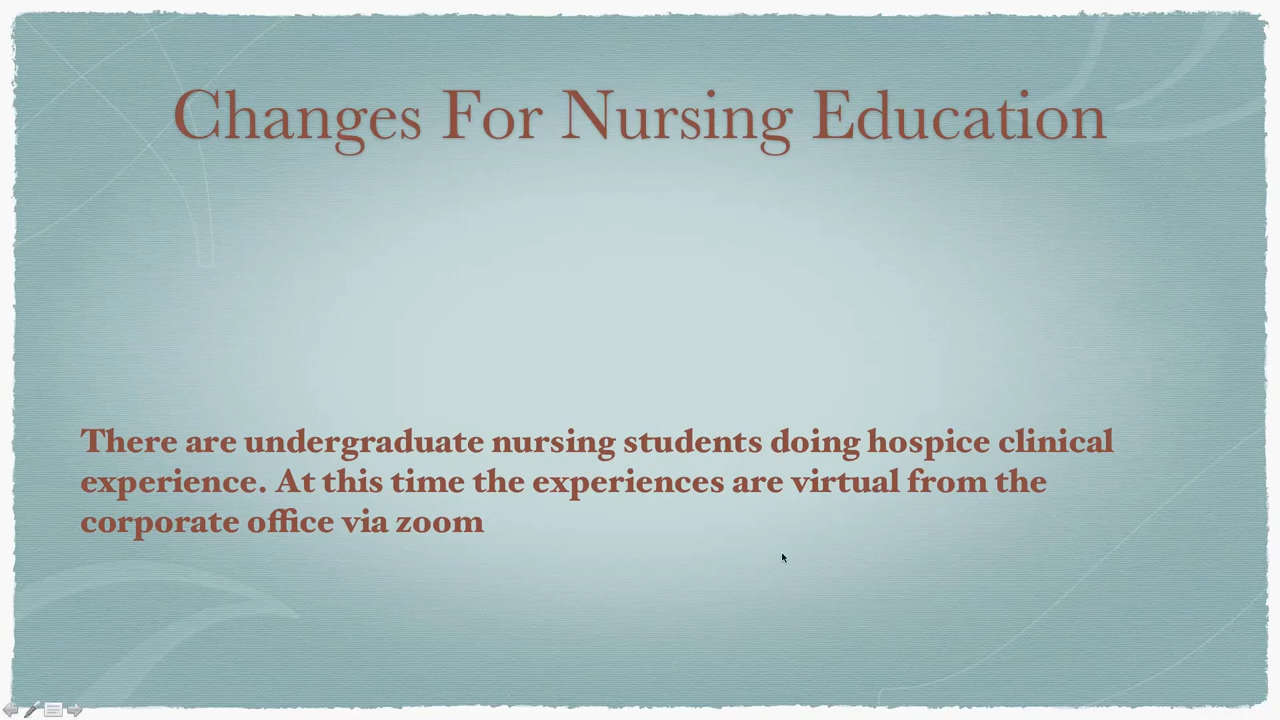 Changes For Nursing Education
There are undergraduate nursing students doing hospice clinical
experience. At this time the experiences are virtual from the
corporate office via zoom